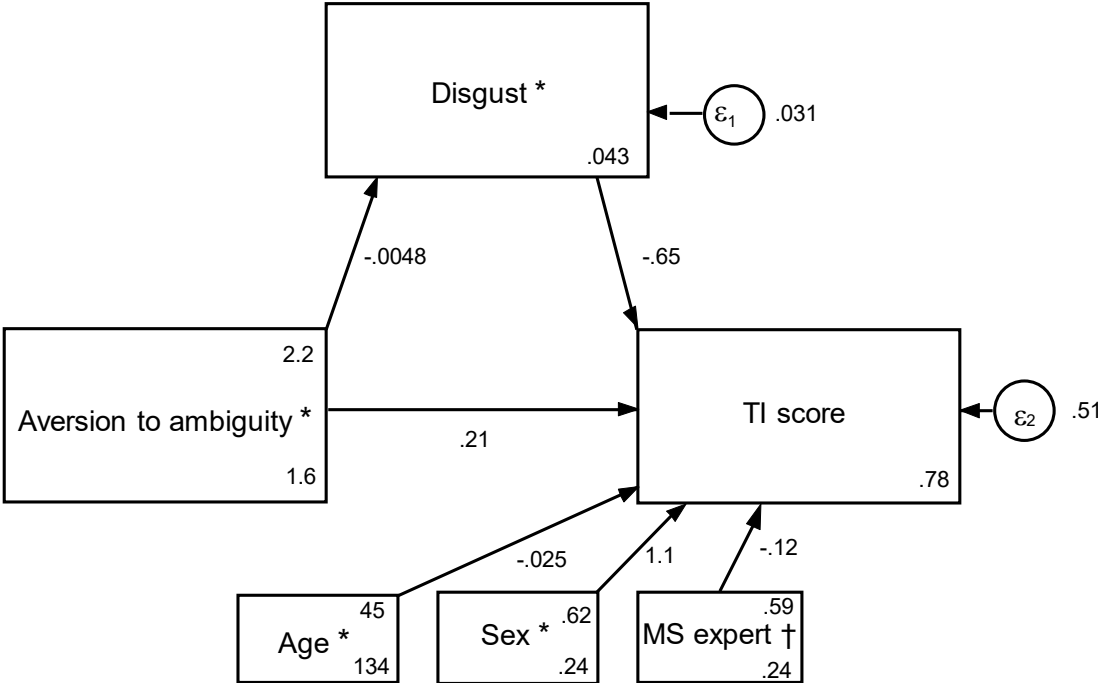 Disgust *
.043
ε1
.031
-.0048
-.65
2.2
Aversion to ambiguity *
1.6
.21
TI score
.78
ε2
.51
-.025
1.1
-.12
45
Age *
134
.62
Sex *
.24
.59
MS expert †
.24